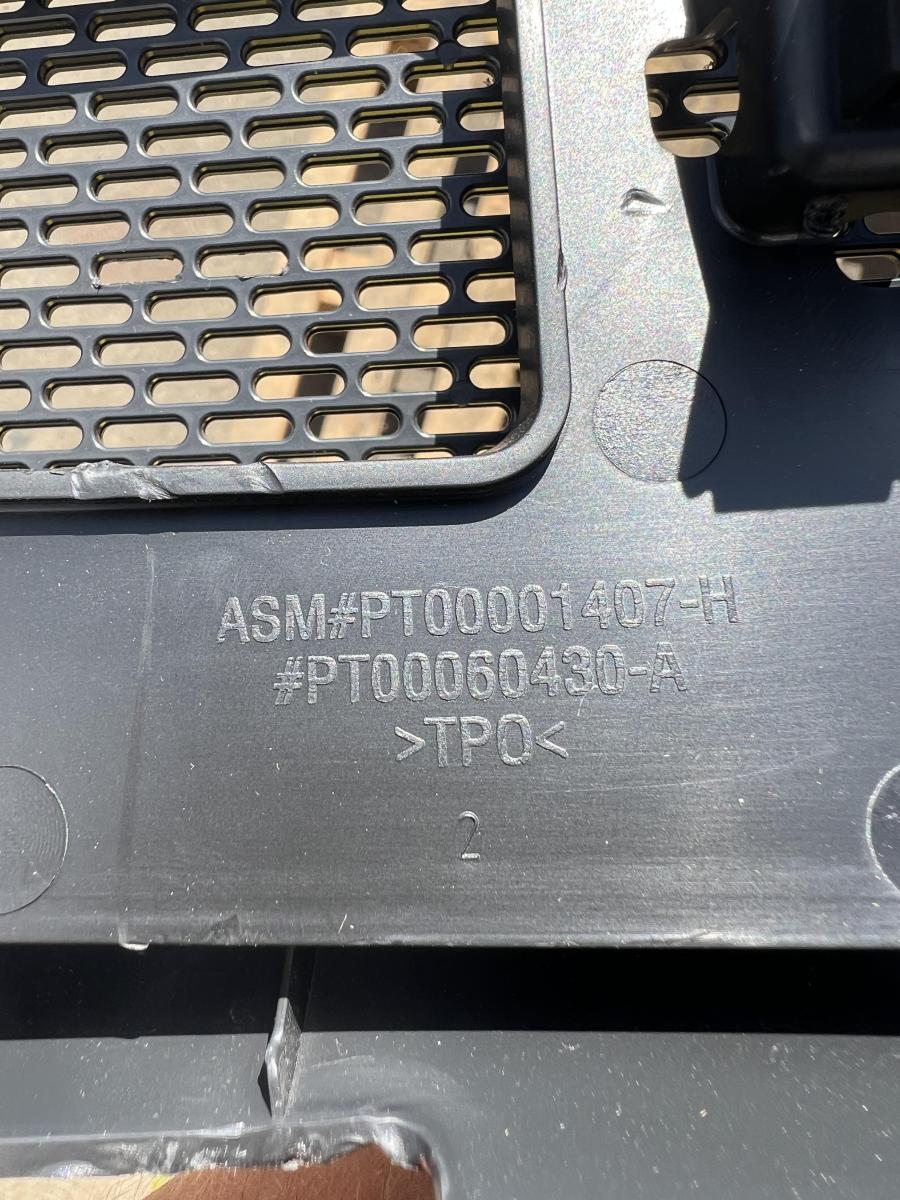 ASM#PT00001407-H
#PT00060430-A
>TPO<
2